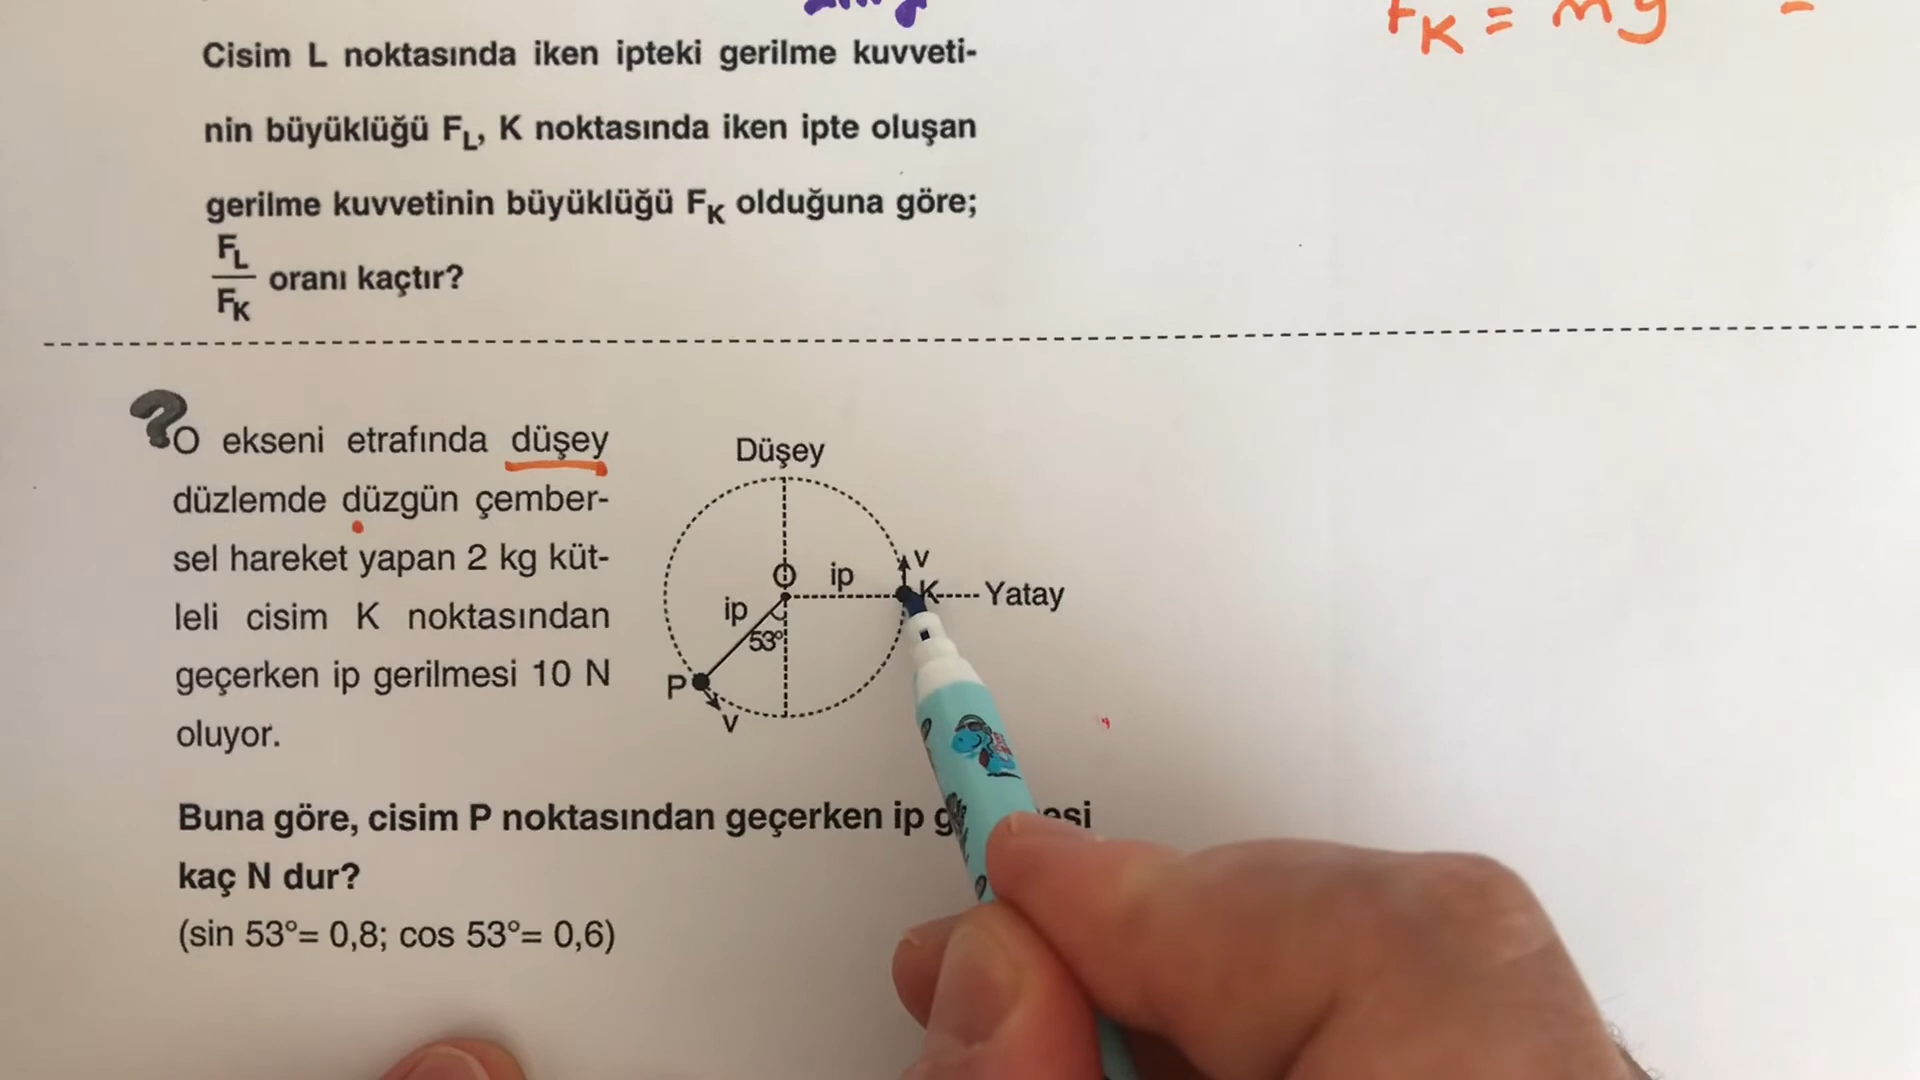 F_K = mg =
Cisim L noktasında iken ipteki gerilme kuvveti-
nin büyüklüğü F_L, K noktasında iken ipte oluşan
gerilme kuvvetinin büyüklüğü F_K olduğuna göre;
F_L/F_K oranı kaçtır?
?
O ekseni etrafında düşey
düzlemde düzgün çember-
sel hareket yapan 2 kg küt-
leli cisim K noktasından
geçerken ip gerilmesi 10 N
oluyor.
Düşey
v
O ip K Yatay
ip
53°
P
v
Buna göre, cisim P noktasından geçerken ip
kaç N dur?
(sin 53°= 0,8; cos 53°= 0,6)